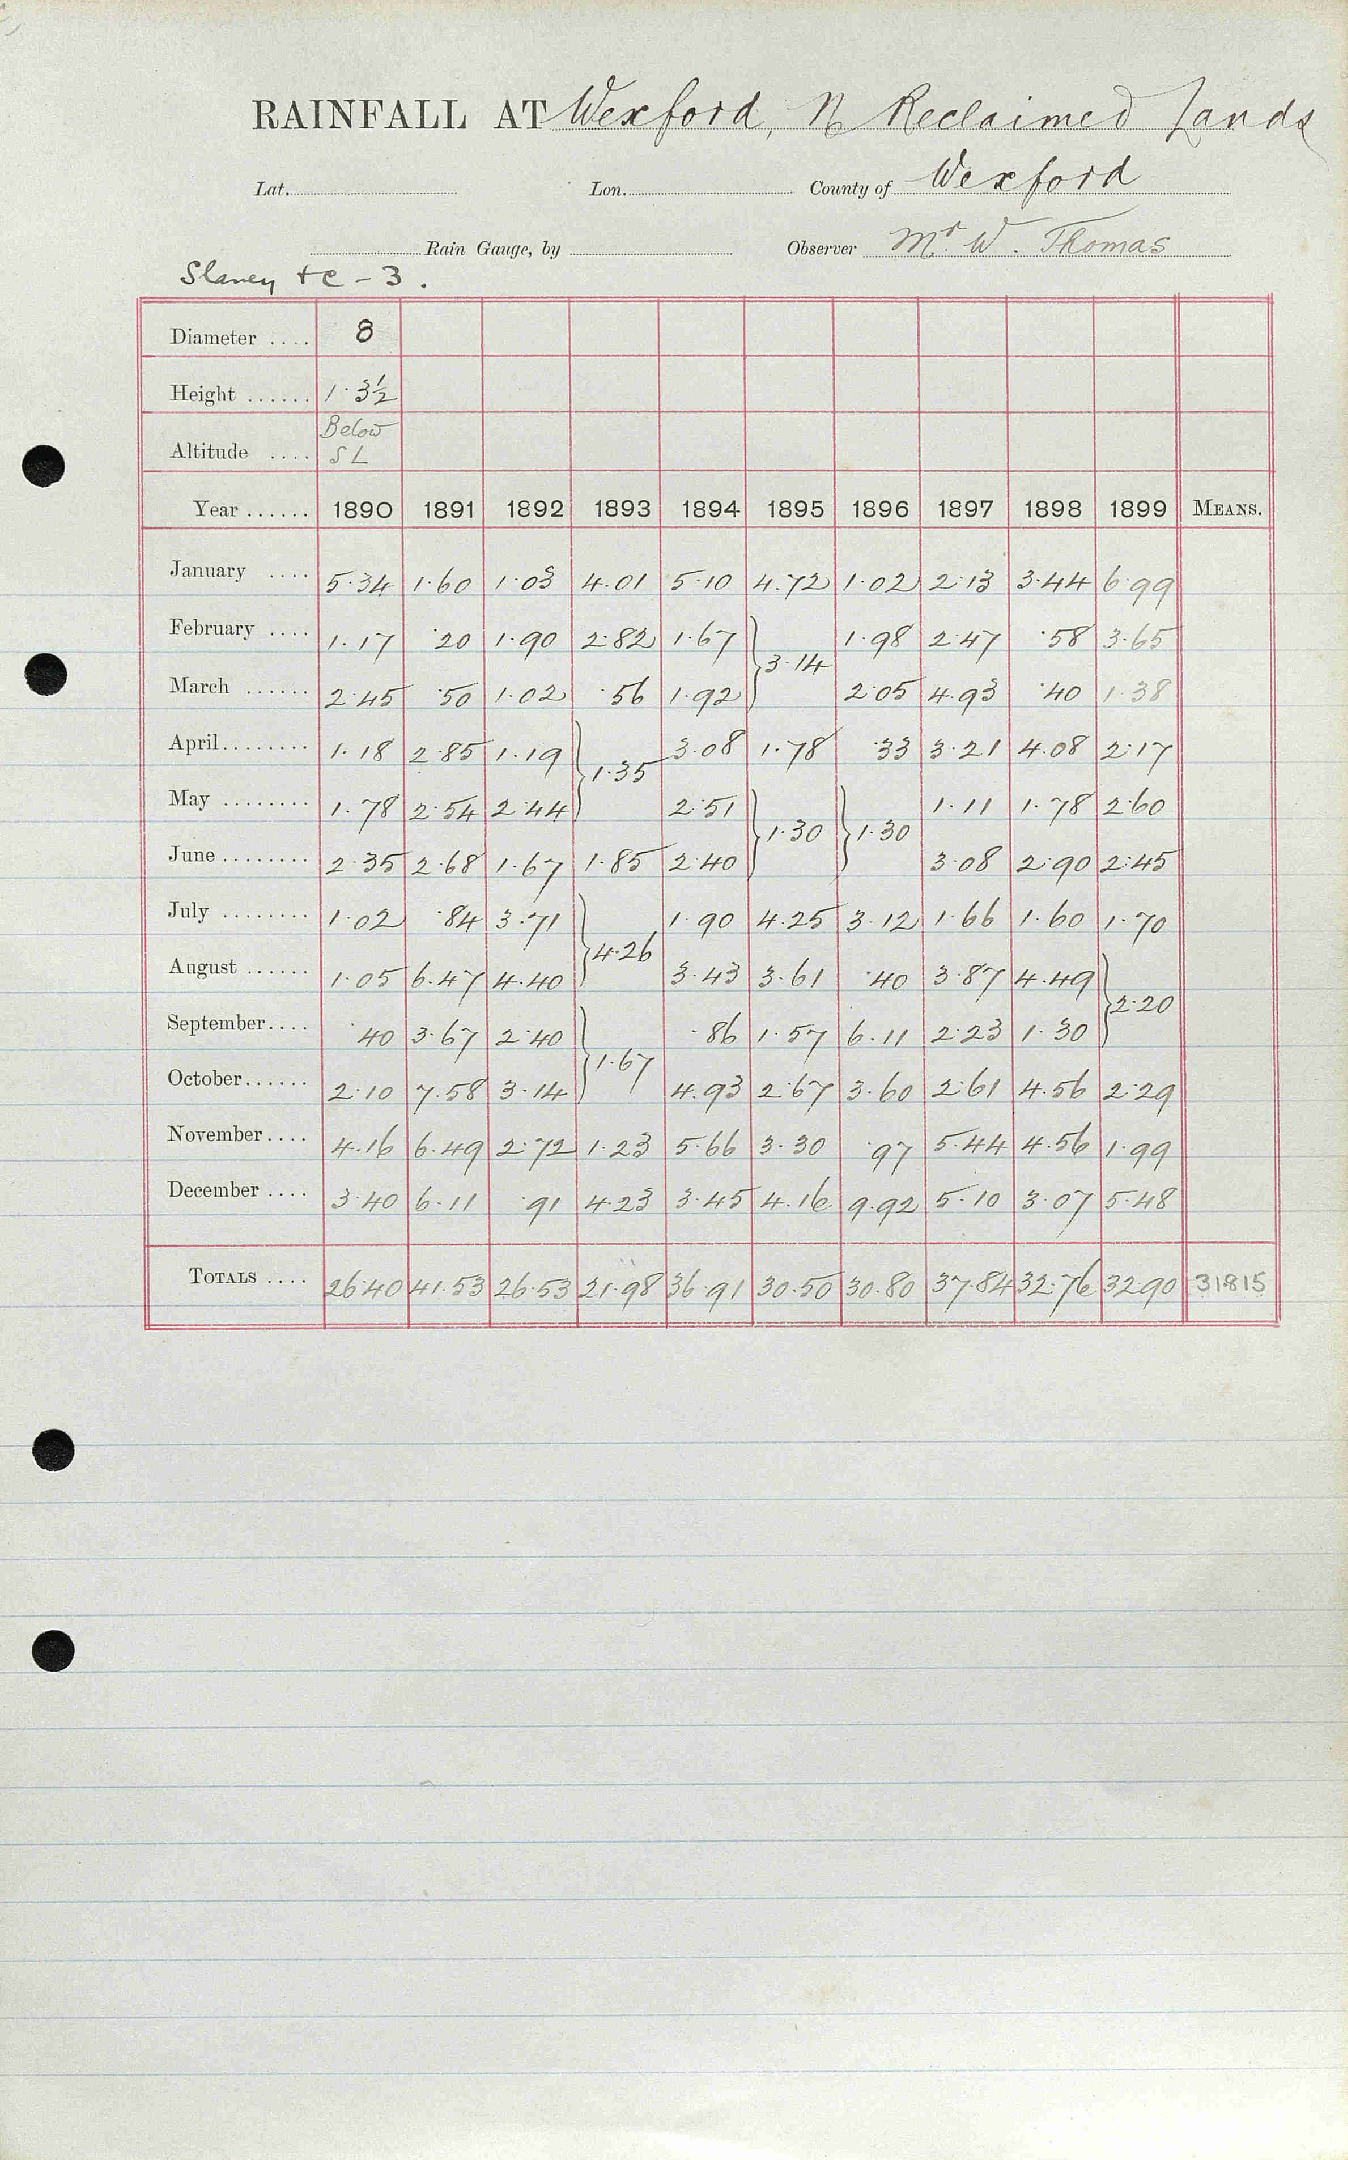 RAINFALL AT Wexford, N Reclaimed Lands
Lat. Lon. County of Wexford
Rain Gauge, by Observer Mr W. Thomas
Slaney &c - 3.
Diameter .... 8
Height ...... 1·3½
Altitude .... Below SL
Year ...... 1890 1891 1892 1893 1894 1895 1896 1897 1898 1899 MEANS.
January .... 5·34 1·60 1·03 4·01 5·10 4·72 1·02 2·13 3·44 6·99
February .... 1·17 ·20 1·90 2·82 1·67 } 1·98 2·47 ·58 3·65
3·14
March ...... 2·45 ·50 1·02 ·56 1·92 2·05 4·93 ·40 1·38
April........ 1·18 2·85 1·19 } 3·08 1·78 ·33 3·21 4·08 2·17
1·35
May ........ 1·78 2·54 2·44 2·51 } } 1·11 1·78 2·60
1·30 1·30
June ........ 2·35 2·68 1·67 1·85 2·40 3·08 2·90 2·45
July ........ 1·02 ·84 3·71 } 1·90 4·25 3·12 1·66 1·60 1·70
4·26
August ...... 1·05 6·47 4·40 3·43 3·61 ·40 3·87 4·49 }
2·20
September.... ·40 3·67 2·40 } ·86 1·57 6·11 2·23 1·30
1·67
October...... 2·10 7·58 3·14 4·93 2·67 3·60 2·61 4·56 2·29
November.... 4·16 6·49 2·72 1·23 5·66 3·30 ·97 5·44 4·56 1·99
December .... 3·40 6·11 ·91 4·23 3·45 4·16 9·92 5·10 3·07 5·48
TOTALS .... 26·40 41·53 26·53 21·98 36·91 30·50 30·80 37·84 32·76 32·90 31815